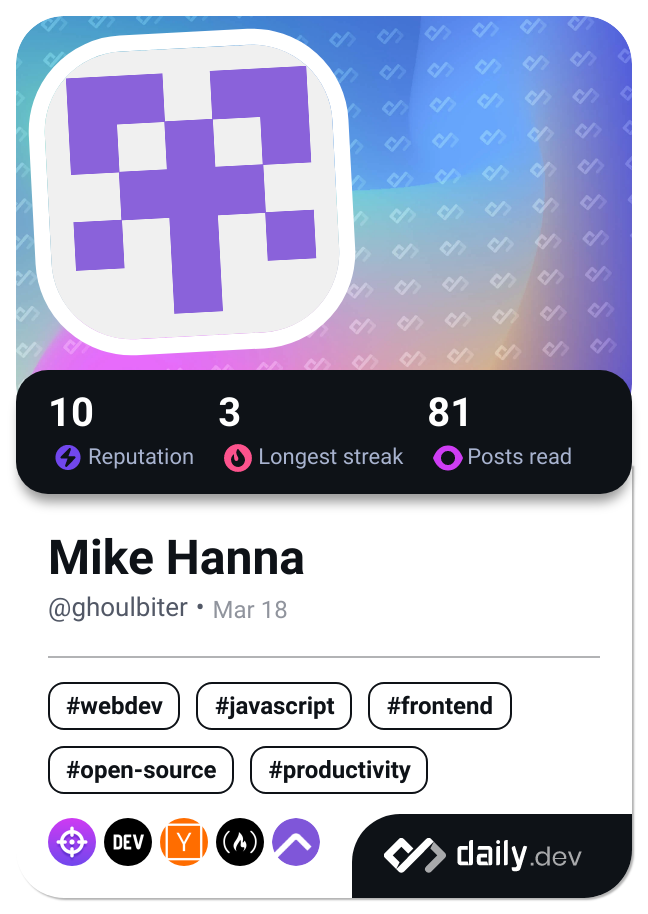 10 3 81
Reputation Longest streak Posts read
Mike Hanna
@ghoulbiter • Mar 18
#webdev #javascript #frontend
#open-source #productivity
DEV Y
daily.dev